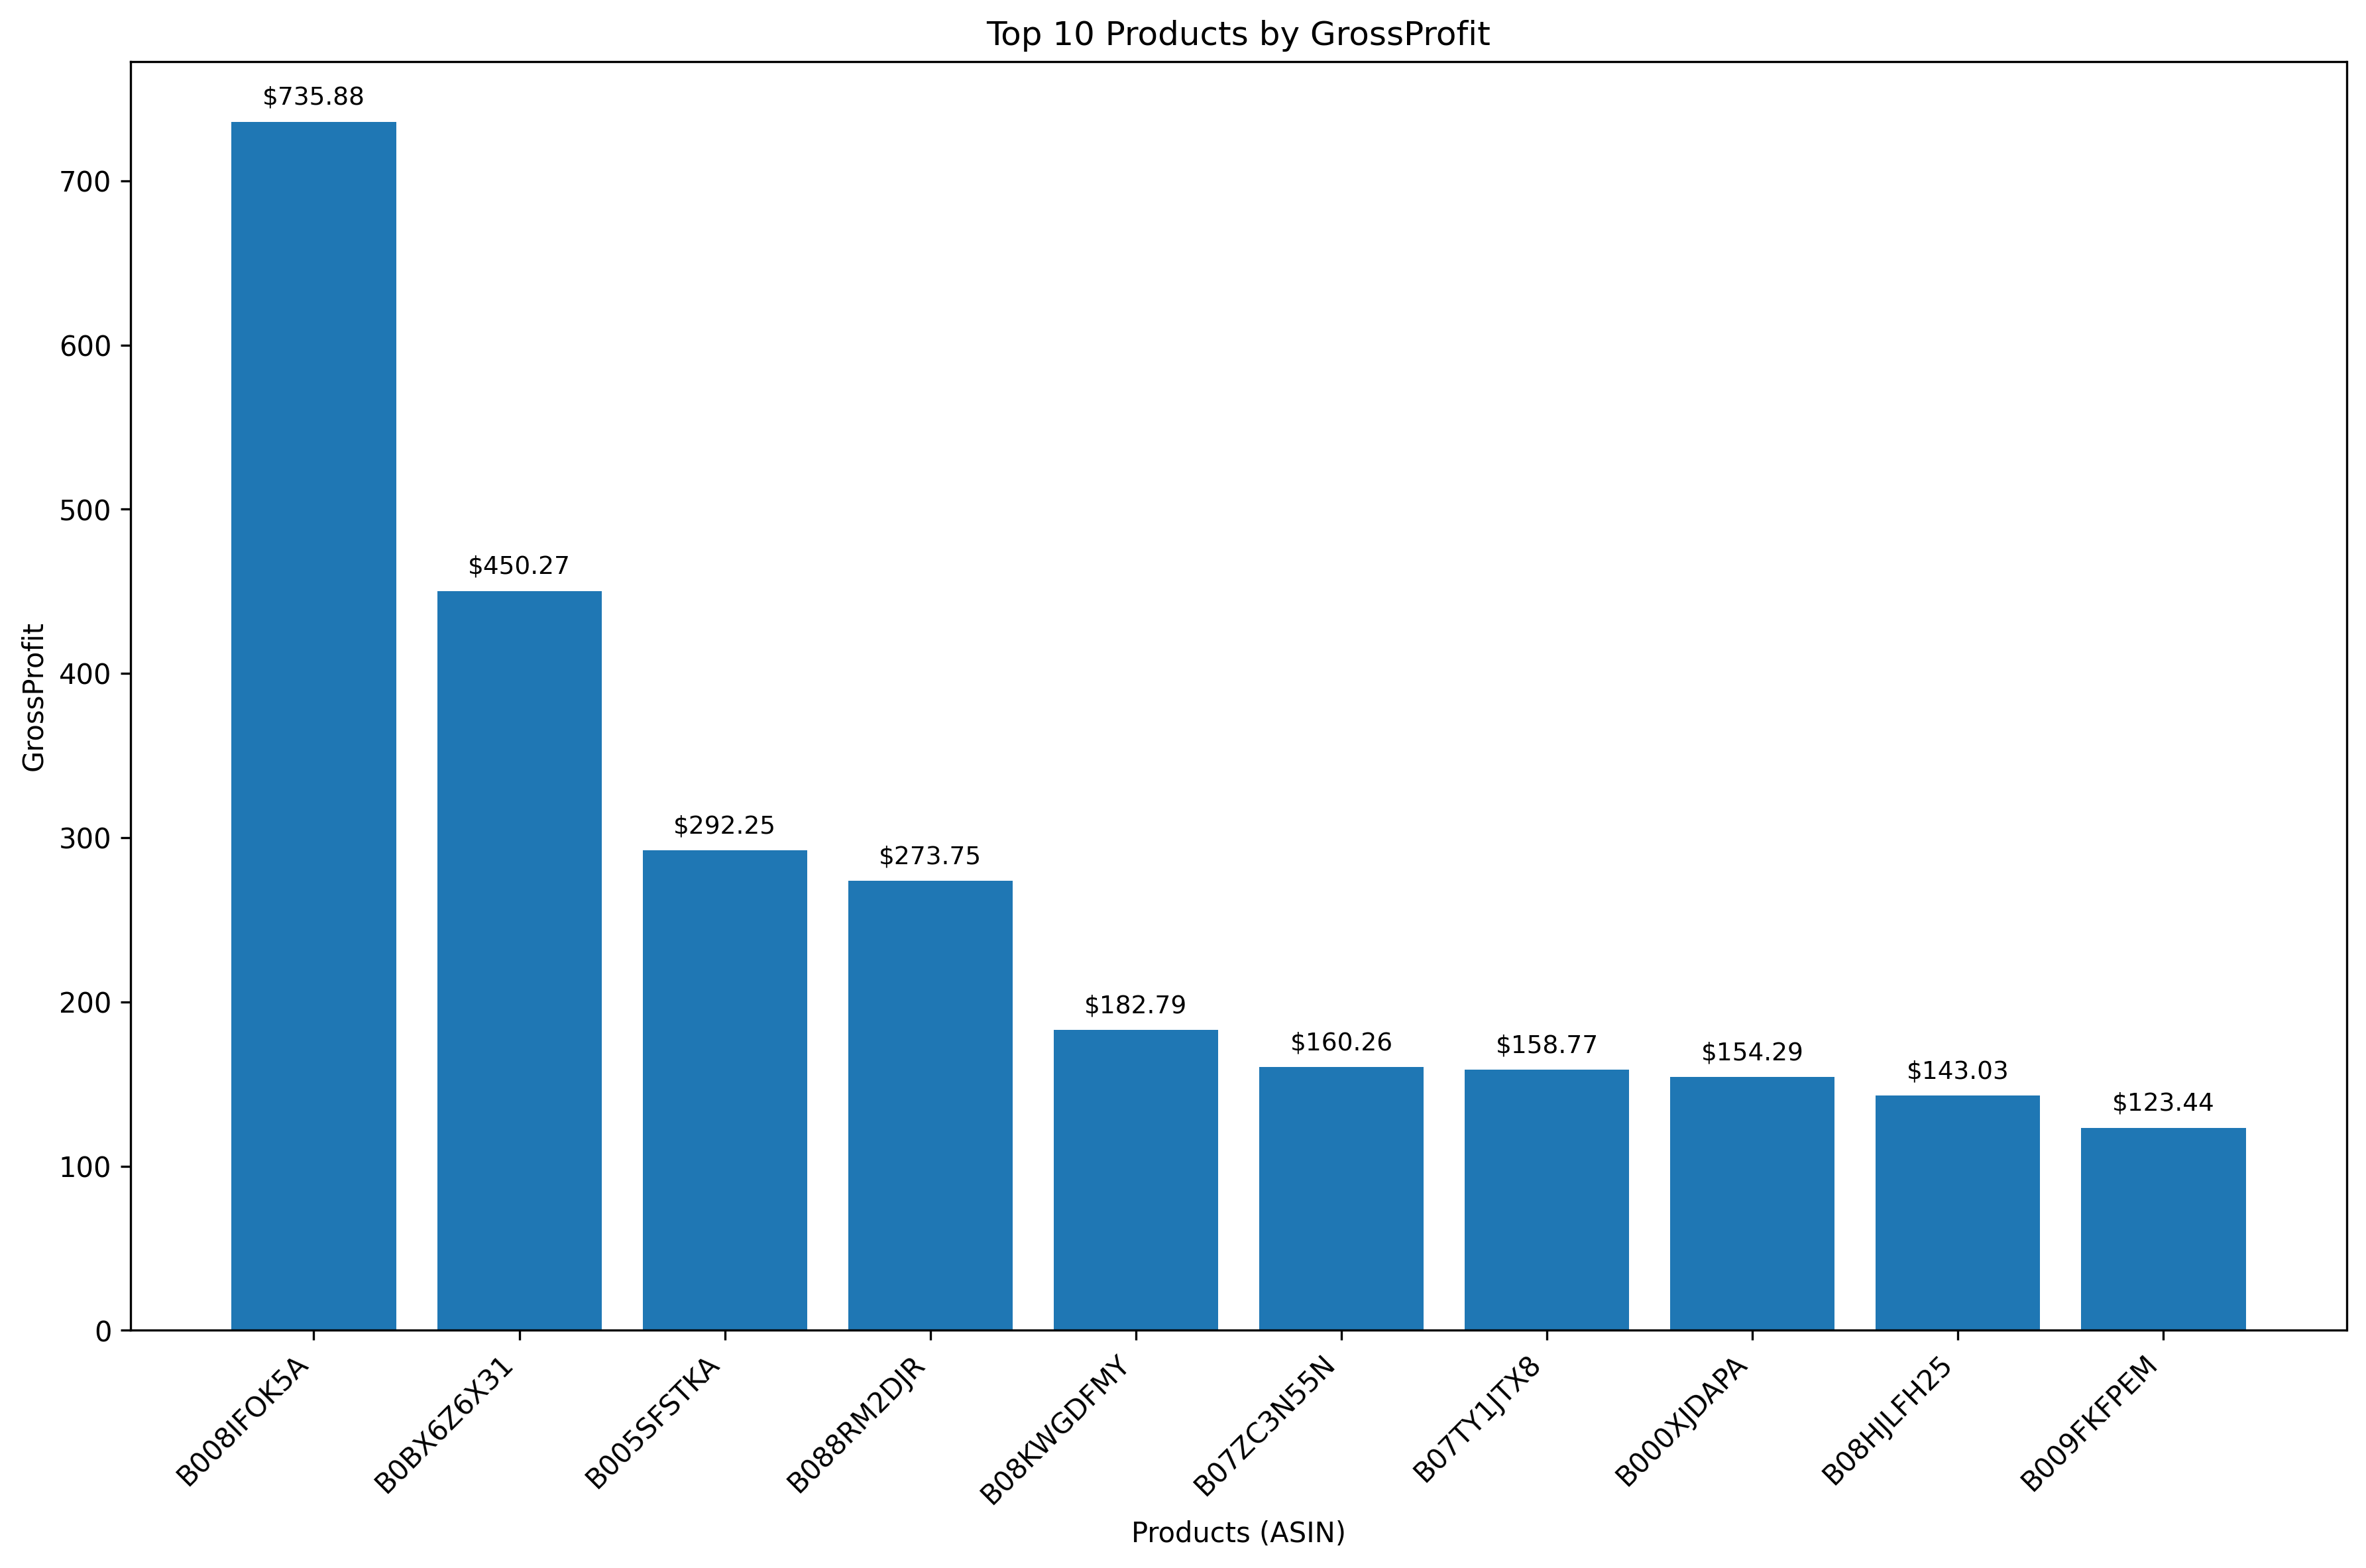 Top 10 Products by GrossProfit
GrossProfit
700
600
500
400
300
200
100
0
$735.88
$450.27
$292.25
$273.75
$182.79
$160.26
$158.77
$154.29
$143.03
$123.44
B008IFOK5A
B0BX6Z6X31
B005SFSTKA
B088RM2DJR
B08KWGDFMY
B07ZC3N55N
B07TY1JTX8
B000XJDAPA
B08HJLFH25
B009FKFPEM
Products (ASIN)